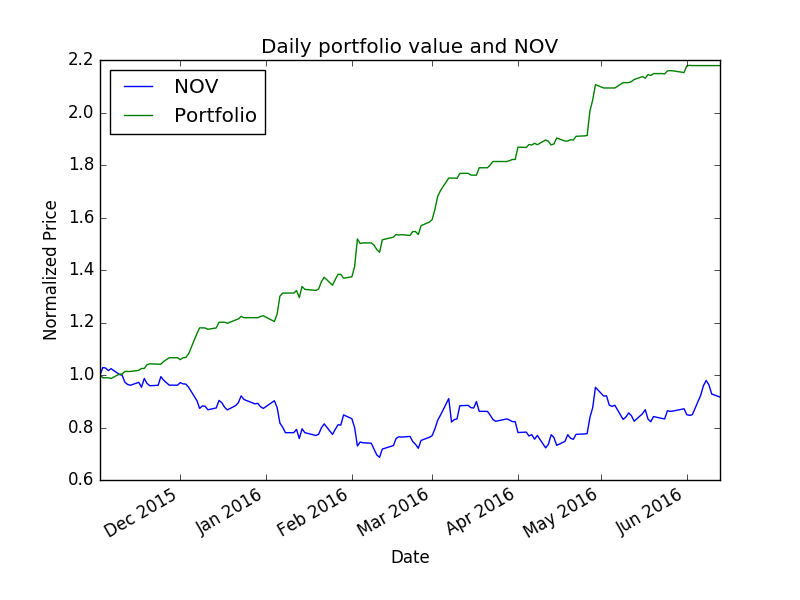 Daily portfolio value and NOV
NOV
Portfolio
2.2
2.0
1.8
1.6
1.4
1.2
1.0
0.8
0.6
Normalized Price
Dec 2015
Jan 2016
Feb 2016
Mar 2016
Apr 2016
May 2016
Jun 2016
Date